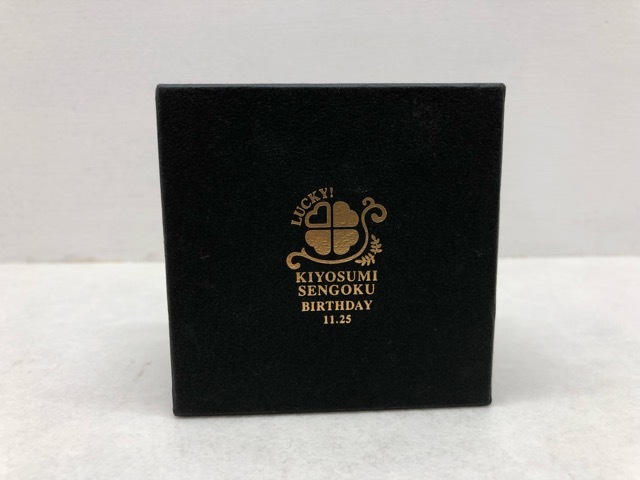 LUCKY!
KIYOSUMI
SENGOKU
BIRTHDAY
11.25